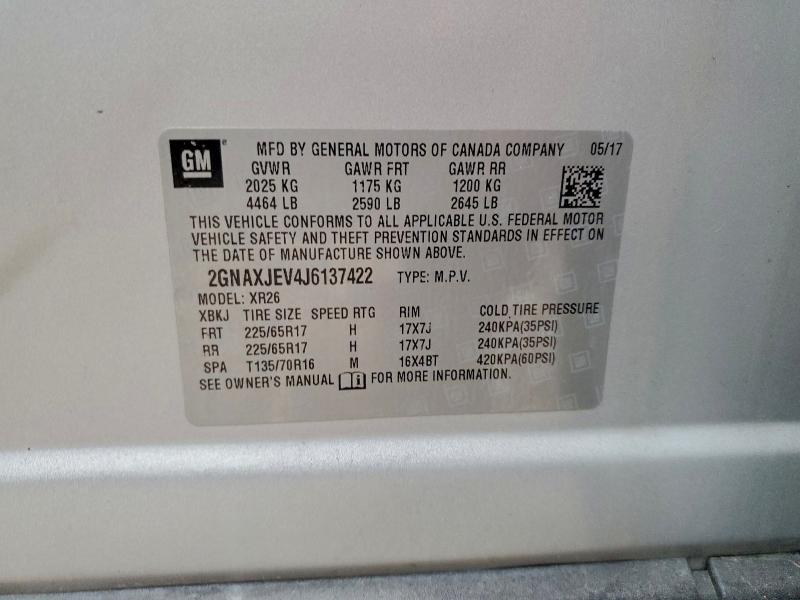 GM ® MFD BY GENERAL MOTORS OF CANADA COMPANY 05/17
GVWR GAWR FRT GAWR RR
2025 KG 1175 KG 1200 KG
4464 LB 2590 LB 2645 LB
THIS VEHICLE CONFORMS TO ALL APPLICABLE U.S. FEDERAL MOTOR
VEHICLE SAFETY AND THEFT PREVENTION STANDARDS IN EFFECT ON
THE DATE OF MANUFACTURE SHOWN ABOVE.
2GNAXJEV4J6137422 TYPE: M.P.V.
MODEL: XR26
XBKJ TIRE SIZE SPEED RTG RIM COLD TIRE PRESSURE
FRT 225/65R17 H 17X7J 240KPA(35PSI)
RR 225/65R17 H 17X7J 240KPA(35PSI)
SPA T135/70R16 M 16X4BT 420KPA(60PSI)
SEE OWNER'S MANUAL FOR MORE INFORMATION.